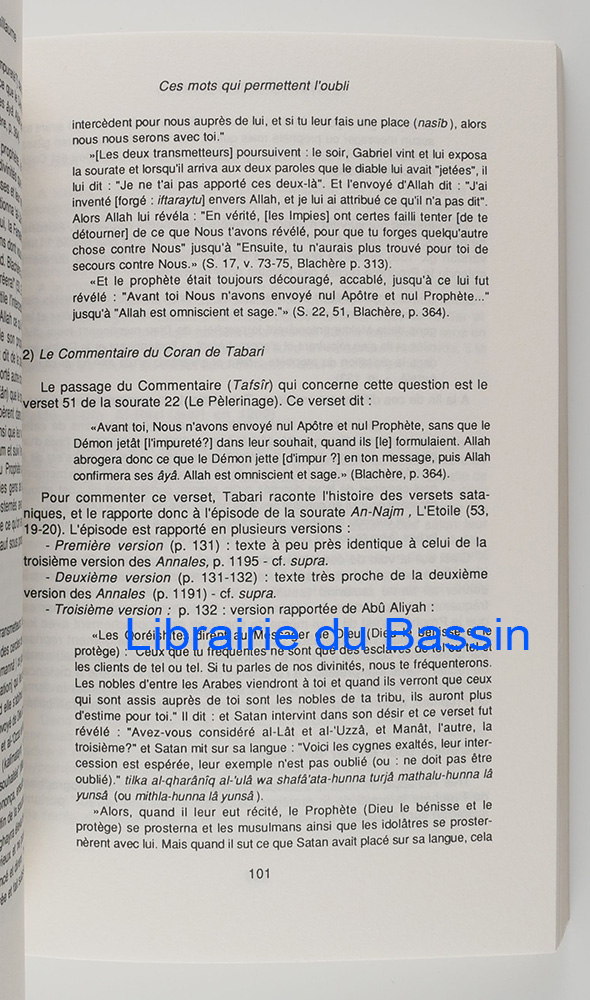 Ces mots qui permettent l'oubli
intercèdent pour nous auprès de lui, et si tu leur fais une place (nasîb), alors
nous nous serons avec toi."
»[Les deux transmetteurs] poursuivent : le soir, Gabriel vint et lui exposa
la sourate et lorsqu'il arriva aux deux paroles que le diable lui avait "jetées", il
lui dit : "Je ne t'ai pas apporté ces deux-là". Et l'envoyé d'Allah dit : "J'ai
inventé [forgé : iftaraytu] envers Allah, et je lui ai attribué ce qu'il n'a pas dit".
Alors Allah lui révéla : "En vérité, [les Impies] ont certes failli tenter [de te
détourner] de ce que Nous t'avons révélé, pour que tu forges quelqu'autre
chose contre Nous" jusqu'à "Ensuite, tu n'aurais plus trouvé pour toi de
secours contre Nous.» (S. 17, v. 73-75, Blachère p. 313).
«Et le prophète était toujours découragé, accablé, jusqu'à ce lui fut
révélé : "Avant toi Nous n'avons envoyé nul Apôtre et nul Prophète..."
jusqu'à "Allah est omniscient et sage."» (S. 22, 51, Blachère, p. 364).
2) Le Commentaire du Coran de Tabari
Le passage du Commentaire (Tafsîr) qui concerne cette question est le
verset 51 de la sourate 22 (Le Pèlerinage). Ce verset dit :
«Avant toi, Nous n'avons envoyé nul Apôtre et nul Prophète, sans que le
Démon jetât [l'impureté?] dans leur souhait, quand ils [le] formulaient. Allah
abrogera donc ce que le Démon jette [d'impur ?] en ton message, puis Allah
confirmera ses âyâ. Allah est omniscient et sage.» (Blachère, p. 364).
Pour commenter ce verset, Tabari raconte l'histoire des versets sata-
niques, et le rapporte donc à l'épisode de la sourate An-Najm , L'Etoile (53,
19-20). L'épisode est rapporté en plusieurs versions :
- Première version (p. 131) : texte à peu près identique à celui de la
troisième version des Annales, p. 1195 - cf. supra.
- Deuxième version (p. 131-132) : texte très proche de la deuxième
version des Annales (p. 1191) - cf. supra.
- Troisième version : p. 132 : version rapportée de Abû Aliyah :
«Les Qoréishites dirent au Messager de Dieu (Dieu le bénisse et le
protège) : "Ceux que tu fréquentes ne sont que des esclaves de tel ou tel et
les clients de tel ou tel. Si tu parles de nos divinités, nous te fréquenterons.
Les nobles d'entre les Arabes viendront à toi et quand ils verront que ceux
qui sont assis auprès de toi sont les nobles de ta tribu, ils auront plus
d'estime pour toi." Il dit : et Satan intervint dans son désir et ce verset fut
révélé : "Avez-vous considéré al-Lât et al-'Uzzâ, et Manât, l'autre, la
troisième?" et Satan mit sur sa langue : "Voici les cygnes exaltés, leur inter-
cession est espérée, leur exemple n'est pas oublié (ou : ne doit pas être
oublié)." tilka al-qharânîq al-'ulâ wa shafâ'ata-hunna turjâ mathalu-hunna lâ
yunsâ (ou mithla-hunna lâ yunsâ).
»Alors, quand il leur eut récité, le Prophète (Dieu le bénisse et le
protège) se prosterna et les musulmans ainsi que les idolâtres se proster-
nèrent avec lui. Mais quand il sut ce que Satan avait placé sur sa langue, cela
101
Librairie du Bassin